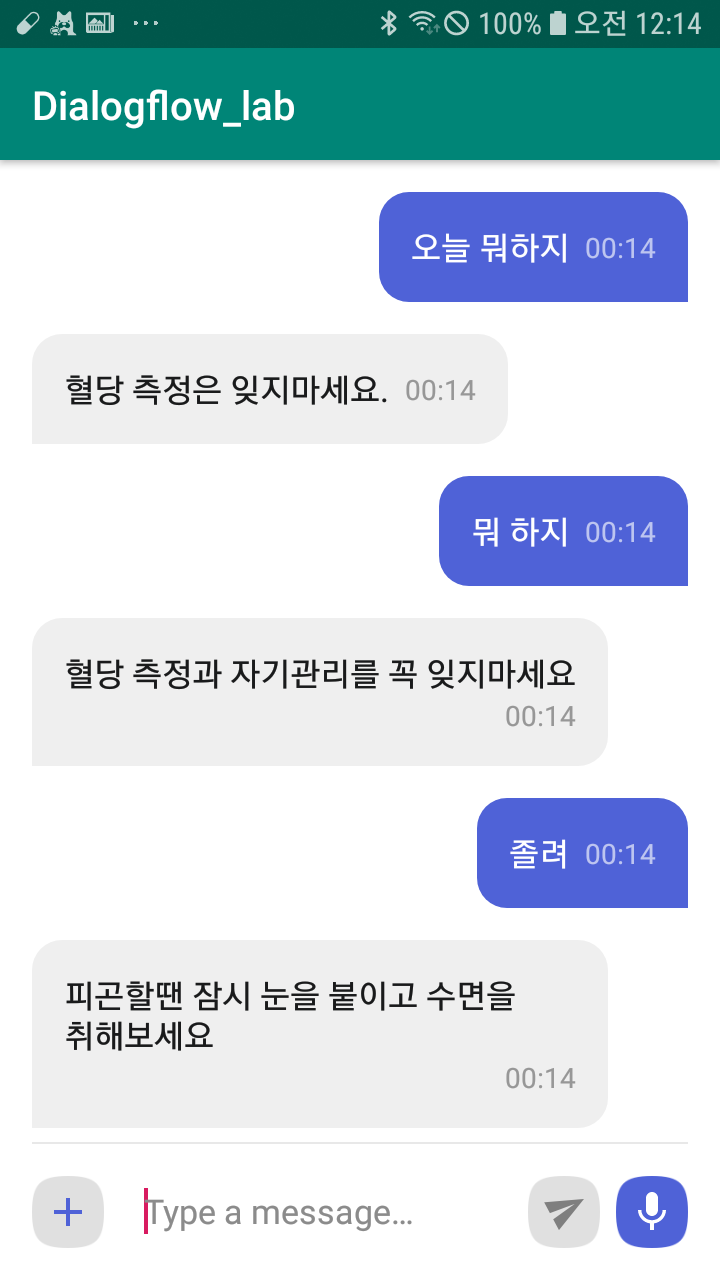 100% 오전 12:14
Dialogflow_lab
오늘 뭐하지 00:14
혈당 측정은 잊지마세요. 00:14
뭐 하지 00:14
혈당 측정과 자기관리를 꼭 잊지마세요
00:14
졸려 00:14
피곤할땐 잠시 눈을 붙이고 수면을
취해보세요
00:14
Type a message…